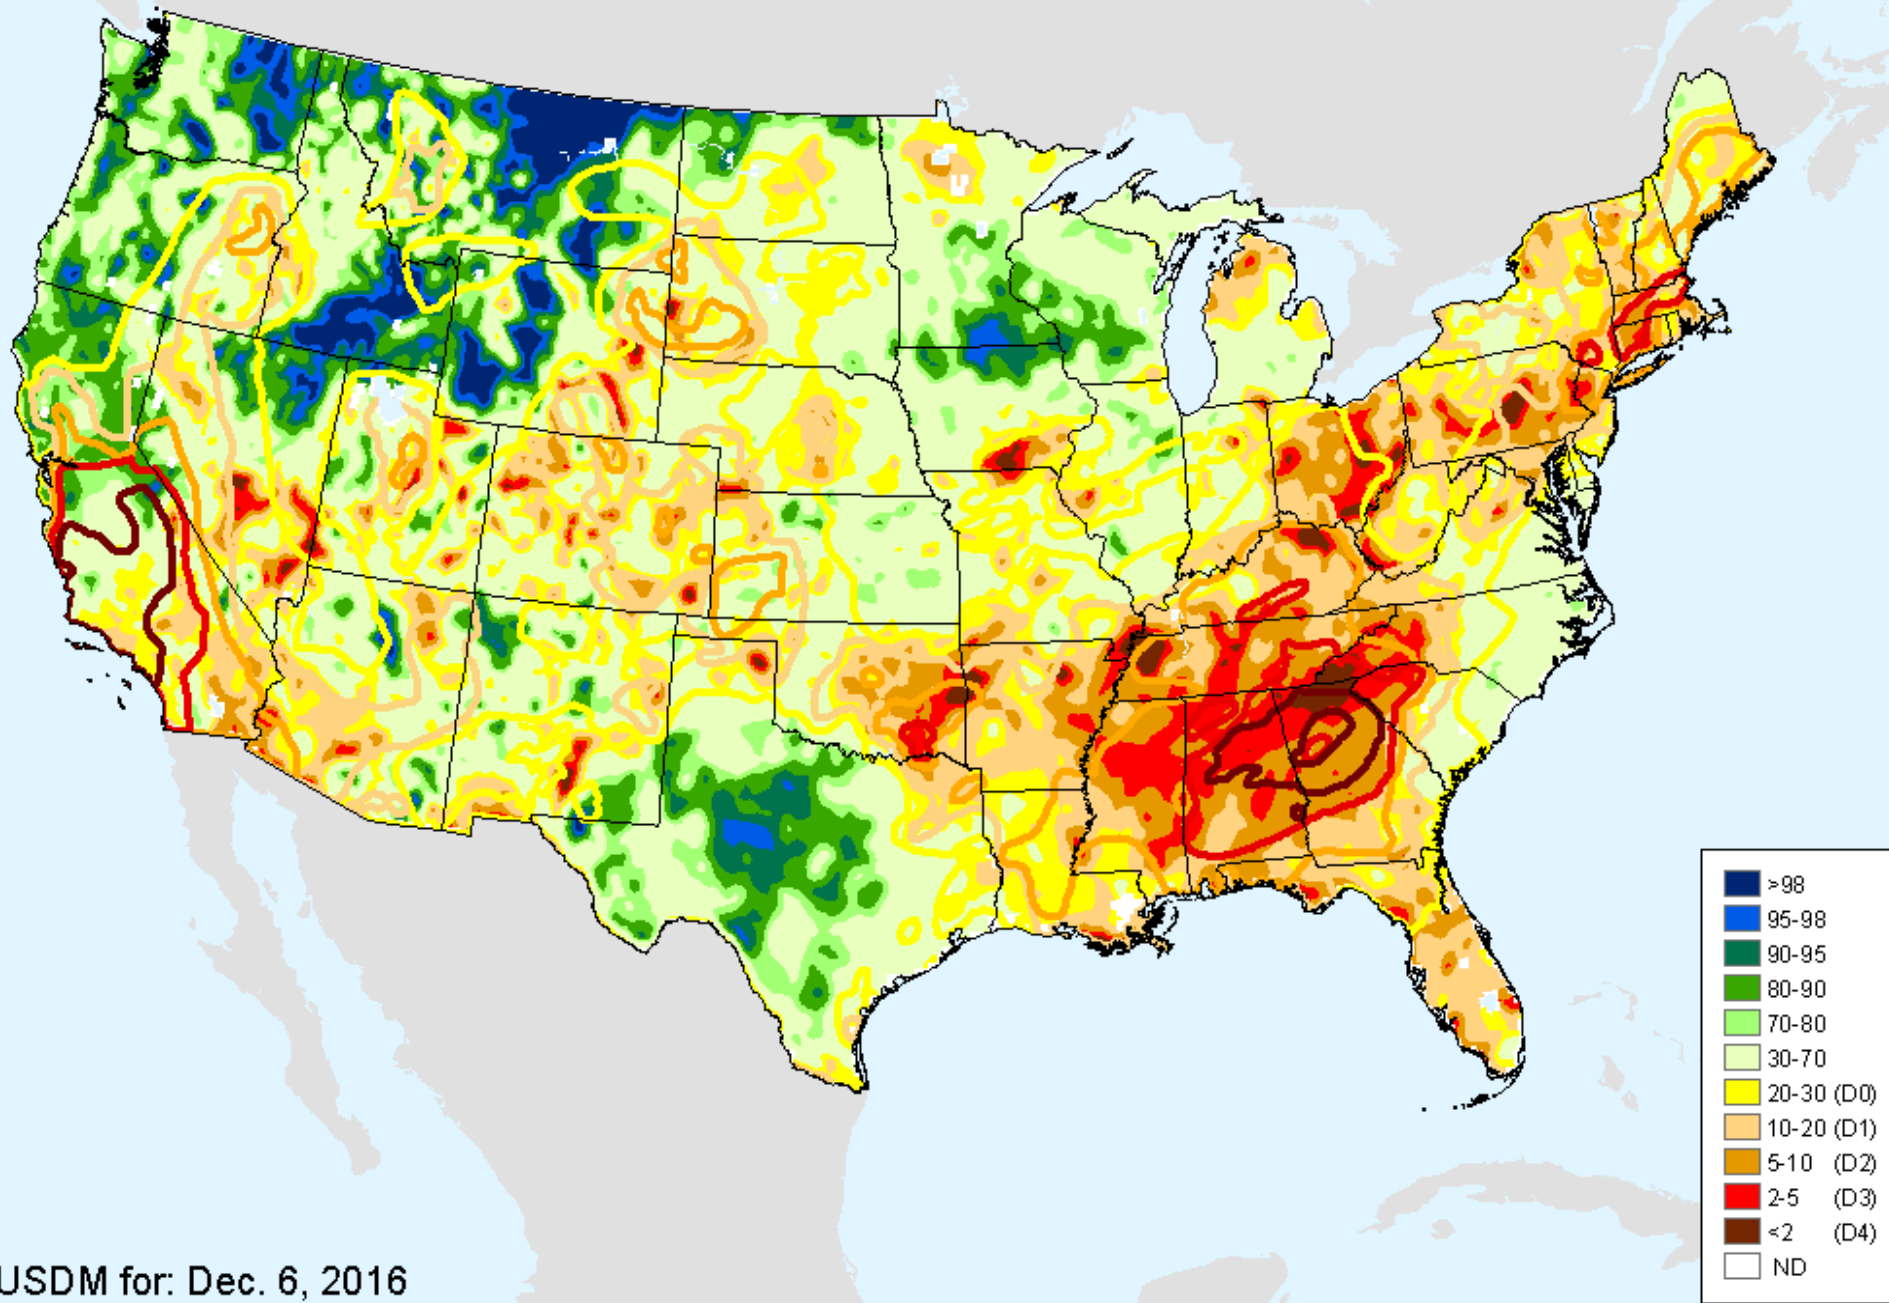 >98
95-98
90-95
80-90
70-80
30-70
20-30 (D0)
10-20 (D1)
5-10 (D2)
2-5 (D3)
<2 (D4)
ND
USDM for: Dec. 6, 2016